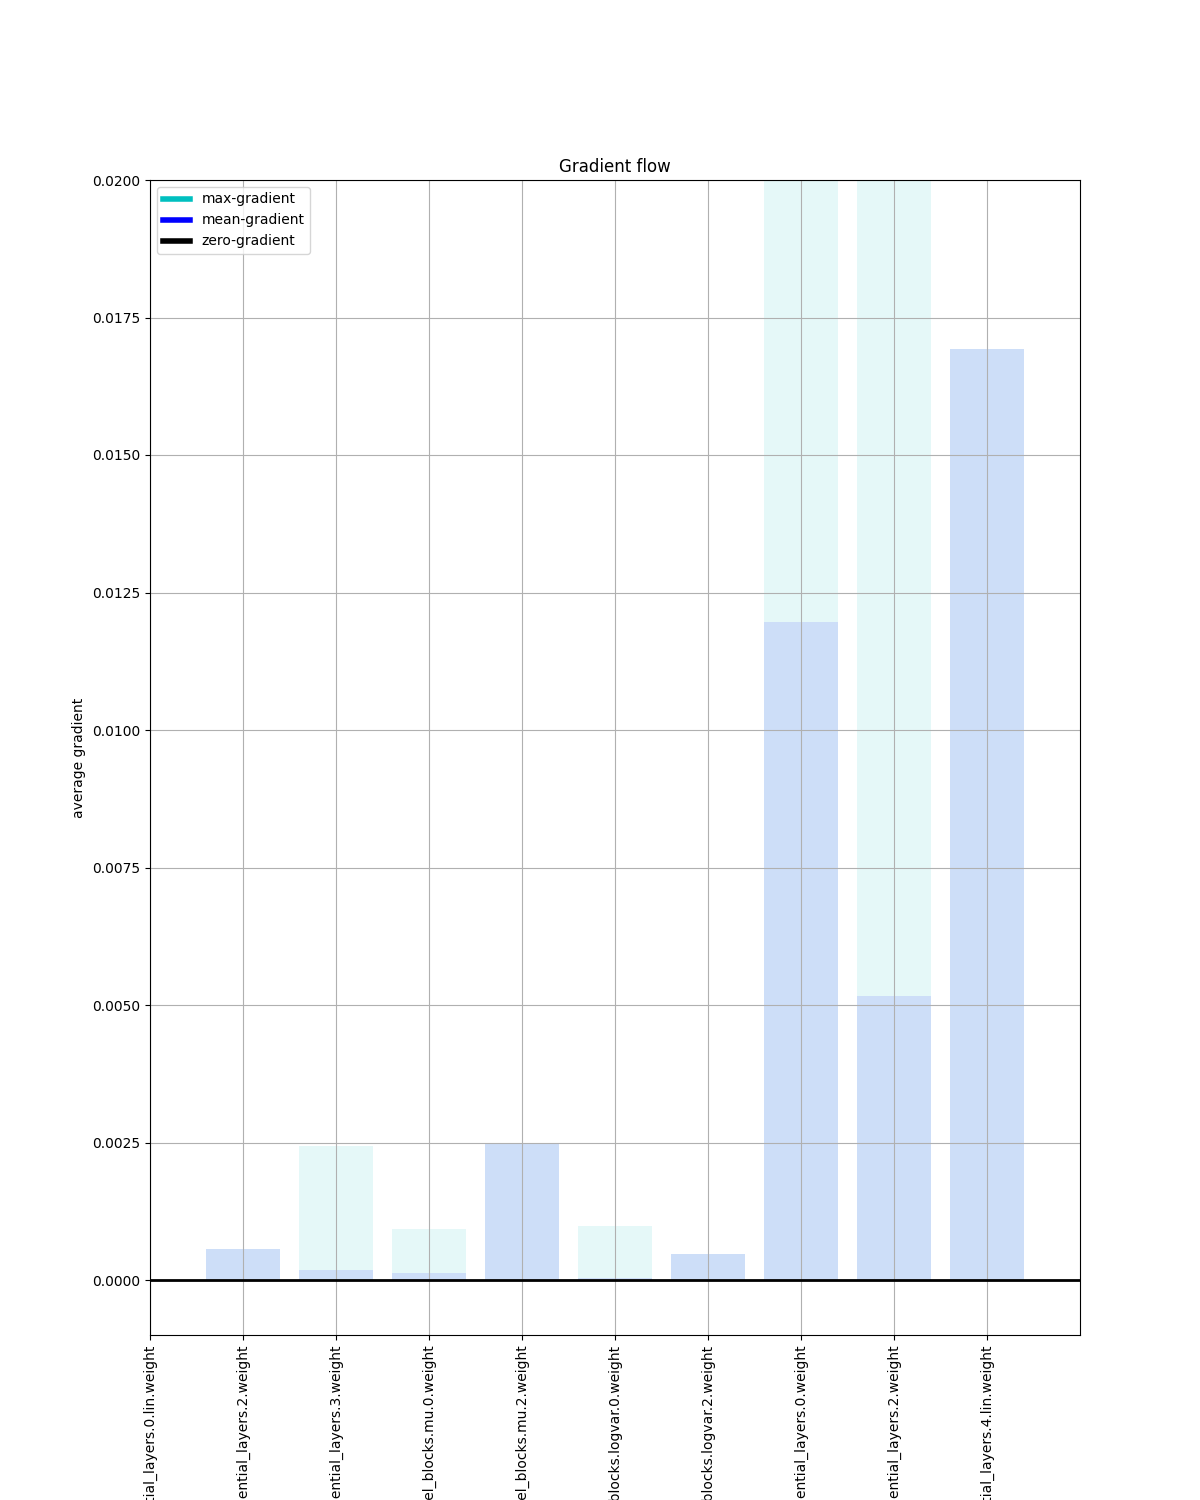 Gradient flow
max-gradient
mean-gradient
zero-gradient
0.0200
0.0175
0.0150
0.0125
0.0100
0.0075
0.0050
0.0025
0.0000
average gradient
tial_layers.0.lin.weight
ential_layers.2.weight
ential_layers.3.weight
el_blocks.mu.0.weight
el_blocks.mu.2.weight
blocks.logvar.0.weight
blocks.logvar.2.weight
ential_layers.0.weight
ential_layers.2.weight
tial_layers.4.lin.weight